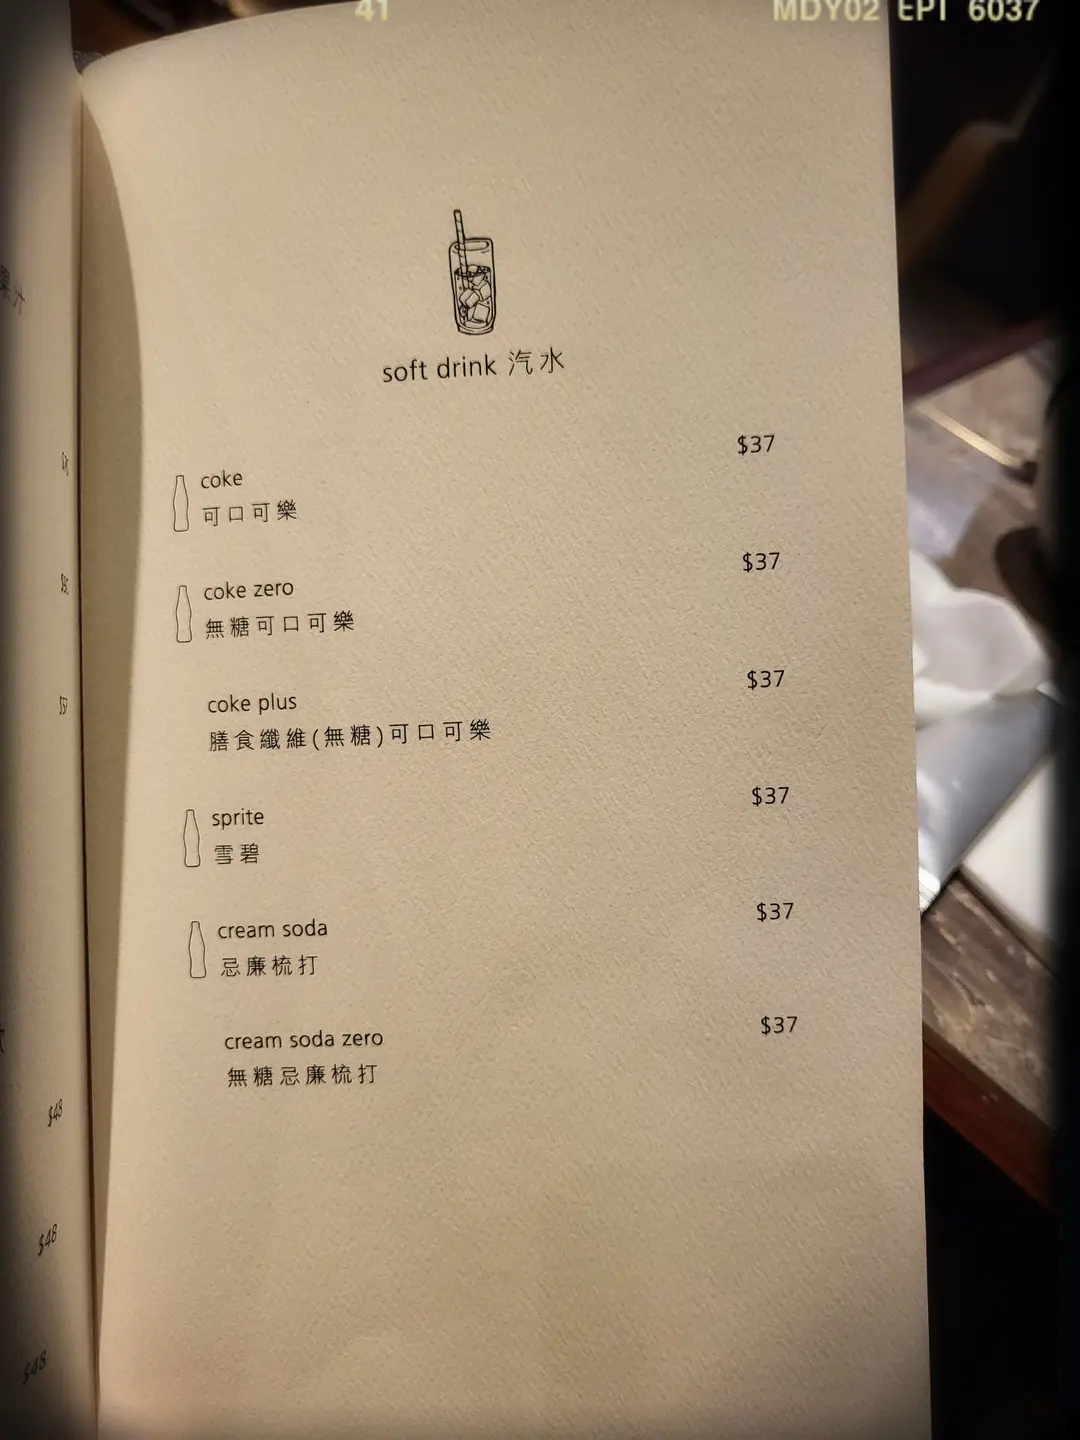 41
MDY02 EPI 6037
soft drink 汽水
coke $37
可口可樂
coke zero $37
無糖可口可樂
coke plus $37
膳食纖維(無糖)可口可樂
sprite $37
雪碧
cream soda $37
忌廉梳打
cream soda zero $37
無糖忌廉梳打
$48
$48
$48